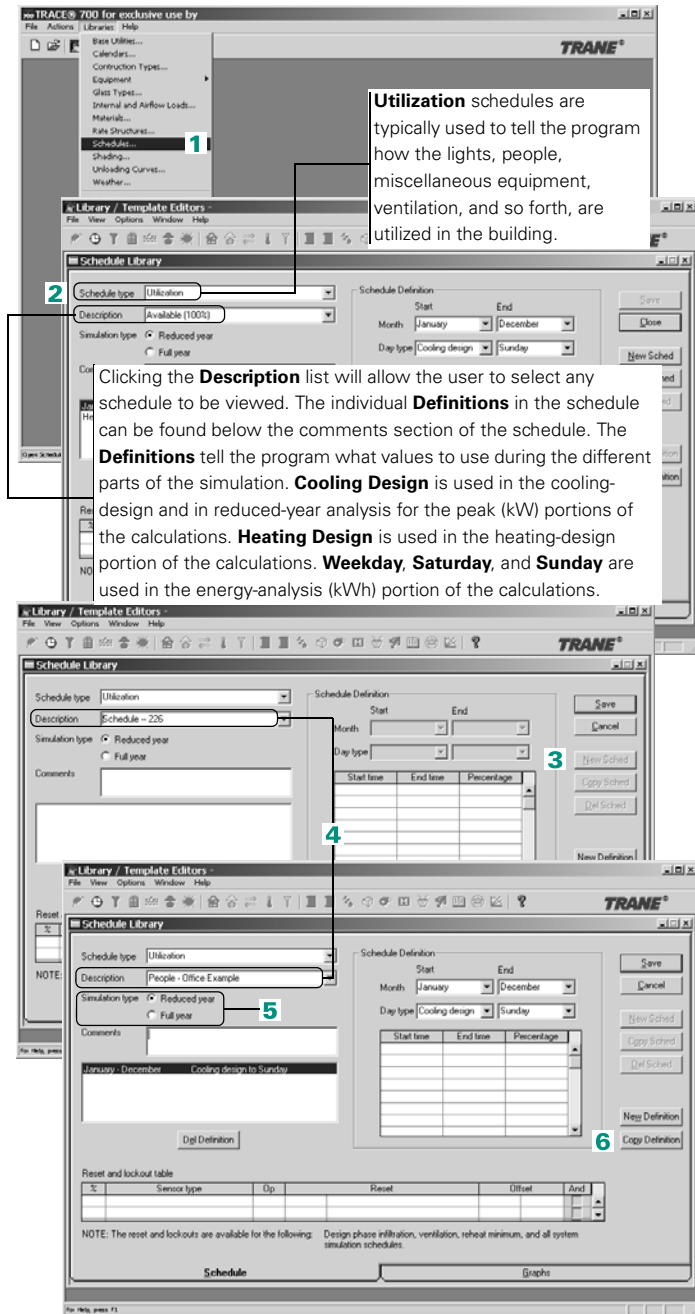 TRACE® 700 for exclusive use by
File Actions Libraries Help
TRANE®
Base Utilities...
Calendars...
Contruction Types...
Equipment
Glass Types...
Internal and Airflow Loads...
Materials...
Rate Structures...
Schedules...
1
Shading...
Unloading Curves...
Weather...
Utilization schedules are
typically used to tell the program
how the lights, people,
miscellaneous equipment,
ventilation, and so forth, are
utilized in the building.
Library / Template Editors -
File View Options Window Help
Schedule Library
2
Schedule type Utilization
Description Available (100%)
Simulation type Reduced year
Full year
Schedule Definition
Start End
Month January December
Day type Cooling design Sunday
Save
Close
New Sched
Clicking the Description list will allow the user to select any
schedule to be viewed. The individual Definitions in the schedule
can be found below the comments section of the schedule. The
Definitions tell the program what values to use during the different
parts of the simulation. Cooling Design is used in the cooling-
design and in reduced-year analysis for the peak (kW) portions of
the calculations. Heating Design is used in the heating-design
portion of the calculations. Weekday, Saturday, and Sunday are
used in the energy-analysis (kWh) portion of the calculations.
Library / Template Editors -
File View Options Window Help
TRANE®
Schedule Library
Schedule type Utilization
Description Schedule -- 226
Simulation type Reduced year
Full year
Comments
Schedule Definition
Start End
Month
Day type
Start time End time Percentage
Save
Cancel
3
New Sched
Copy Sched
Del Sched
New Definition
4
Library / Template Editors -
File View Options Window Help
TRANE®
Schedule Library
Schedule type Utilization
Description People - Office Example
Simulation type Reduced year
Full year
5
Comments
January - December Cooling design to Sunday
Del Definition
Schedule Definition
Start End
Month January December
Day type Cooling design Sunday
Start time End time Percentage
Save
Cancel
New Sched
Copy Sched
Del Sched
New Definition
6
Copy Definition
Reset and lockout table
% Sensor type Op Reset Offset And
NOTE: The reset and lockouts are available for the following: Design phase infiltration, ventilation, reheat minimum, and all system
simulation schedules.
Schedule Graphs
For Help, press F1